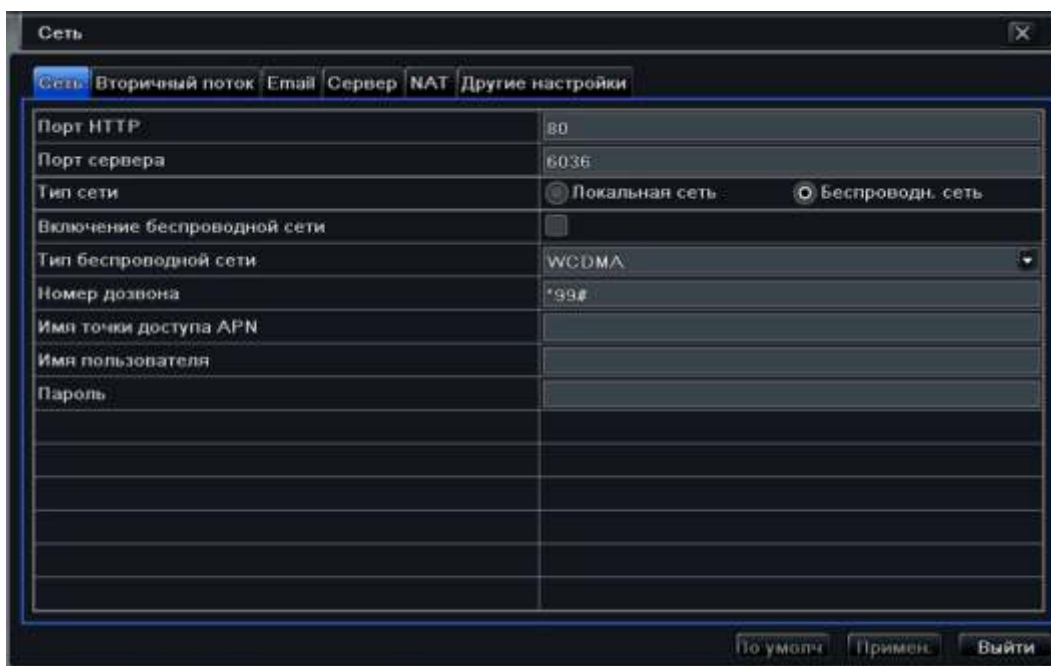 Сеть
Сеть Вторичный поток Email Сервер NAT Другие настройки
Порт HTTP 80
Порт сервера 6036
Тип сети Локальная сеть Беспроводн. сеть
Включение беспроводной сети
Тип беспроводной сети WCDMA
Номер дозвона *99#
Имя точки доступа APN
Имя пользователя
Пароль
По умолч Примен. Выйти